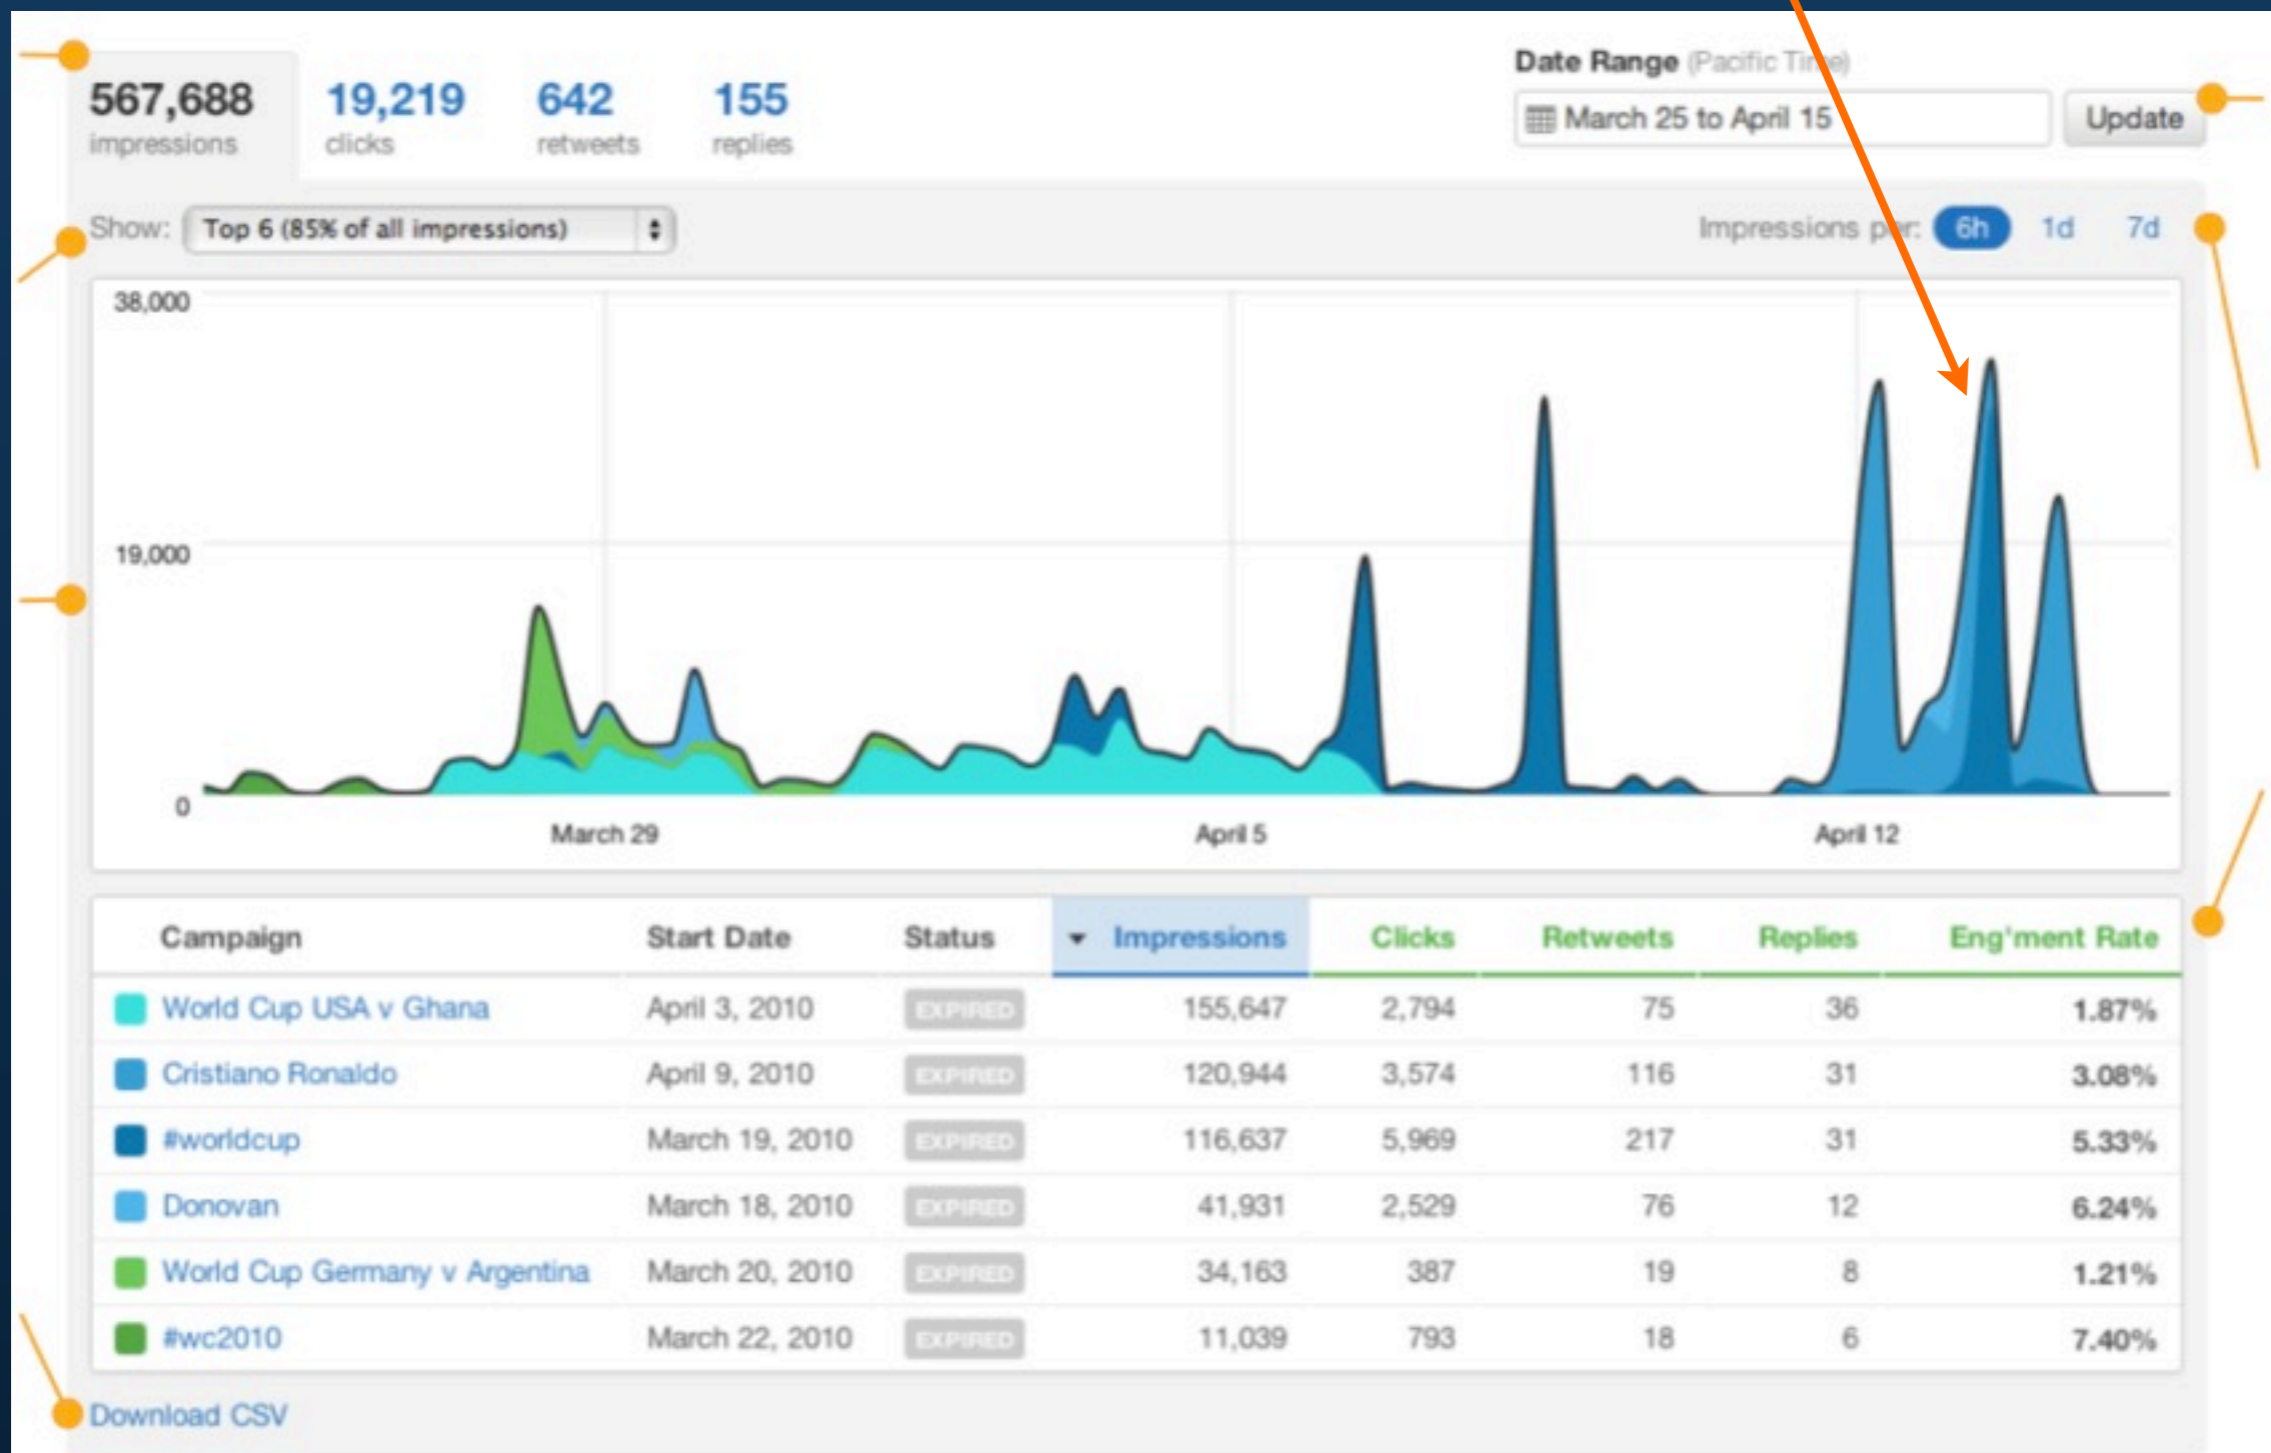 Date Range (Pacific Time)
567,688 19,219 642 155
impressions clicks retweets replies
March 25 to April 15 Update
Show: Top 6 (85% of all impressions) Impressions per: 6h 1d 7d
38,000
19,000
0
March 29 April 5 April 12
Campaign Start Date Status Impressions Clicks Retweets Replies Eng'ment Rate
World Cup USA v Ghana April 3, 2010 EXPIRED 155,647 2,794 75 36 1.87%
Cristiano Ronaldo April 9, 2010 EXPIRED 120,944 3,574 116 31 3.08%
#worldcup March 19, 2010 EXPIRED 116,637 5,969 217 31 5.33%
Donovan March 18, 2010 EXPIRED 41,931 2,529 76 12 6.24%
World Cup Germany v Argentina March 20, 2010 EXPIRED 34,163 387 19 8 1.21%
#wc2010 March 22, 2010 EXPIRED 11,039 793 18 6 7.40%
Download CSV